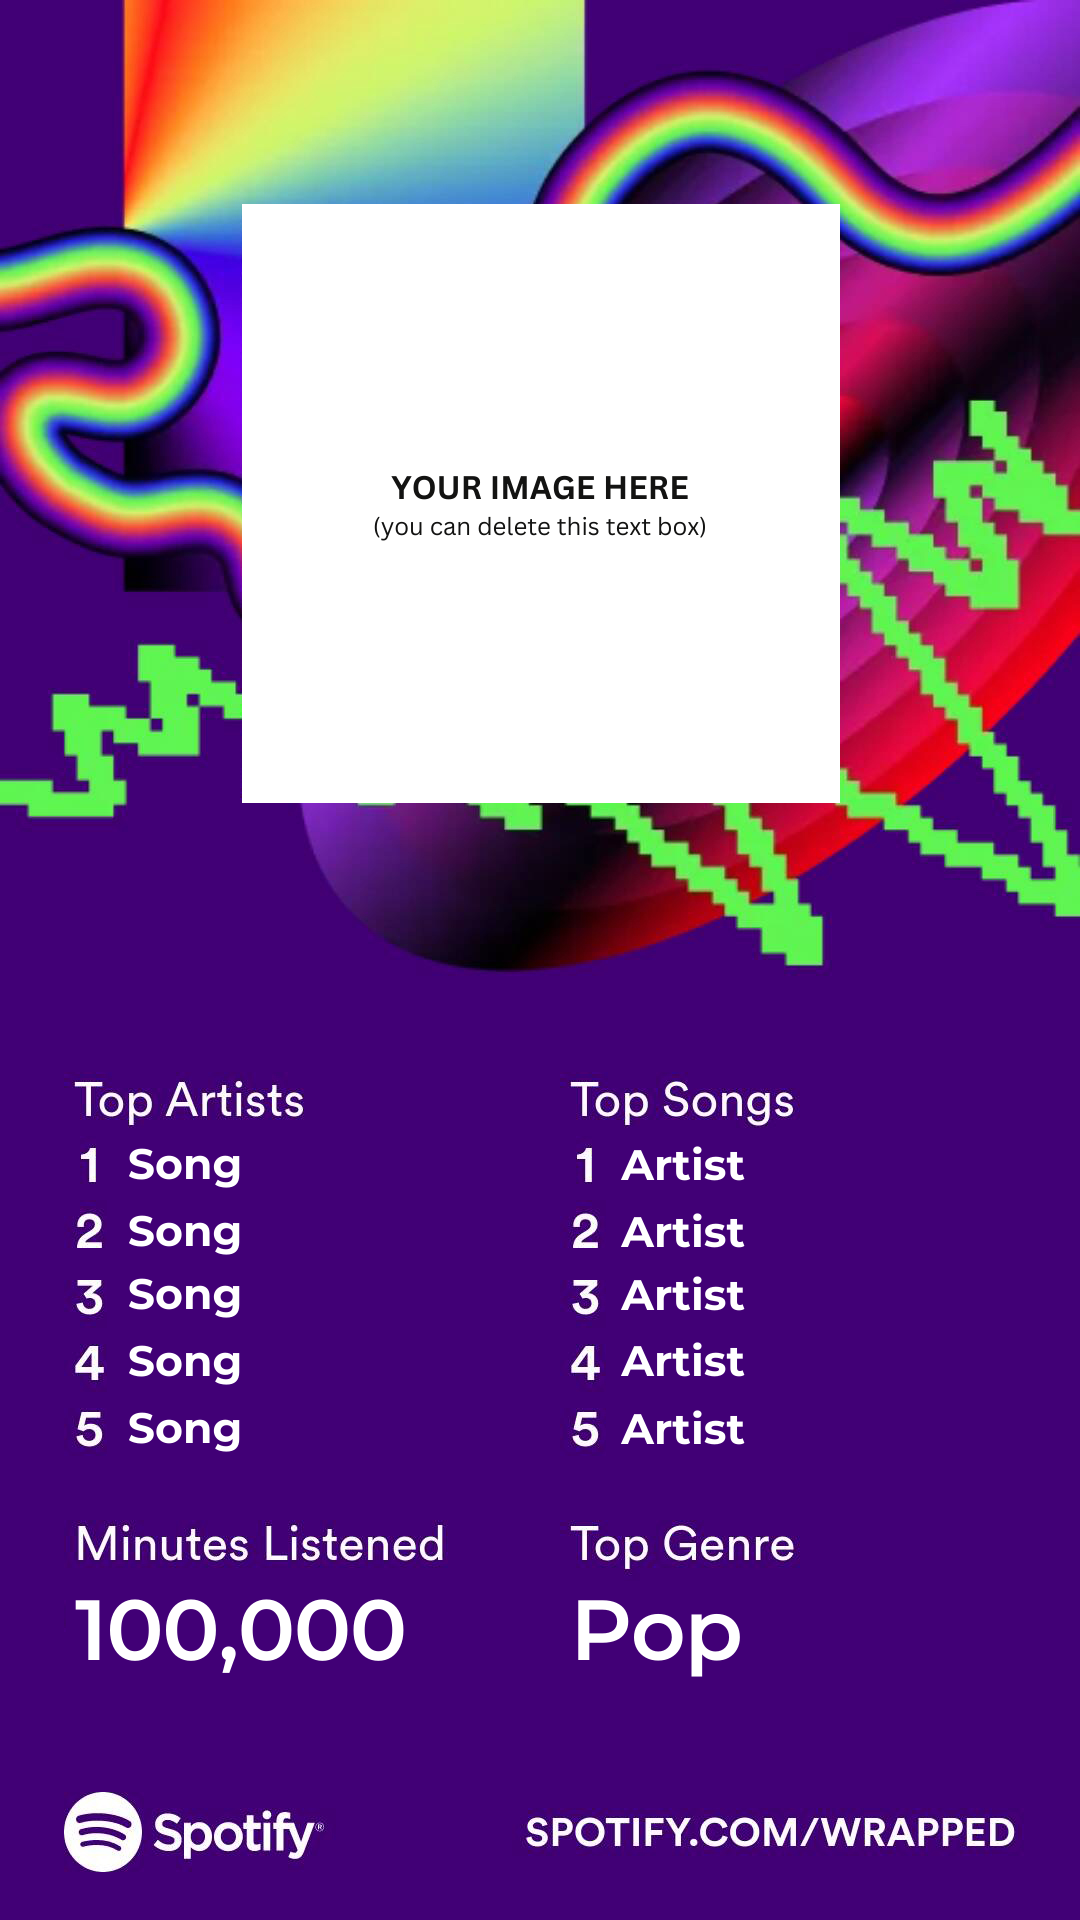 YOUR IMAGE HERE
(you can delete this text box)
Top Artists
1 Song
2 Song
3 Song
4 Song
5 Song
Top Songs
1 Artist
2 Artist
3 Artist
4 Artist
5 Artist
Minutes Listened
100,000
Top Genre
Pop
Spotify®
SPOTIFY.COM/WRAPPED